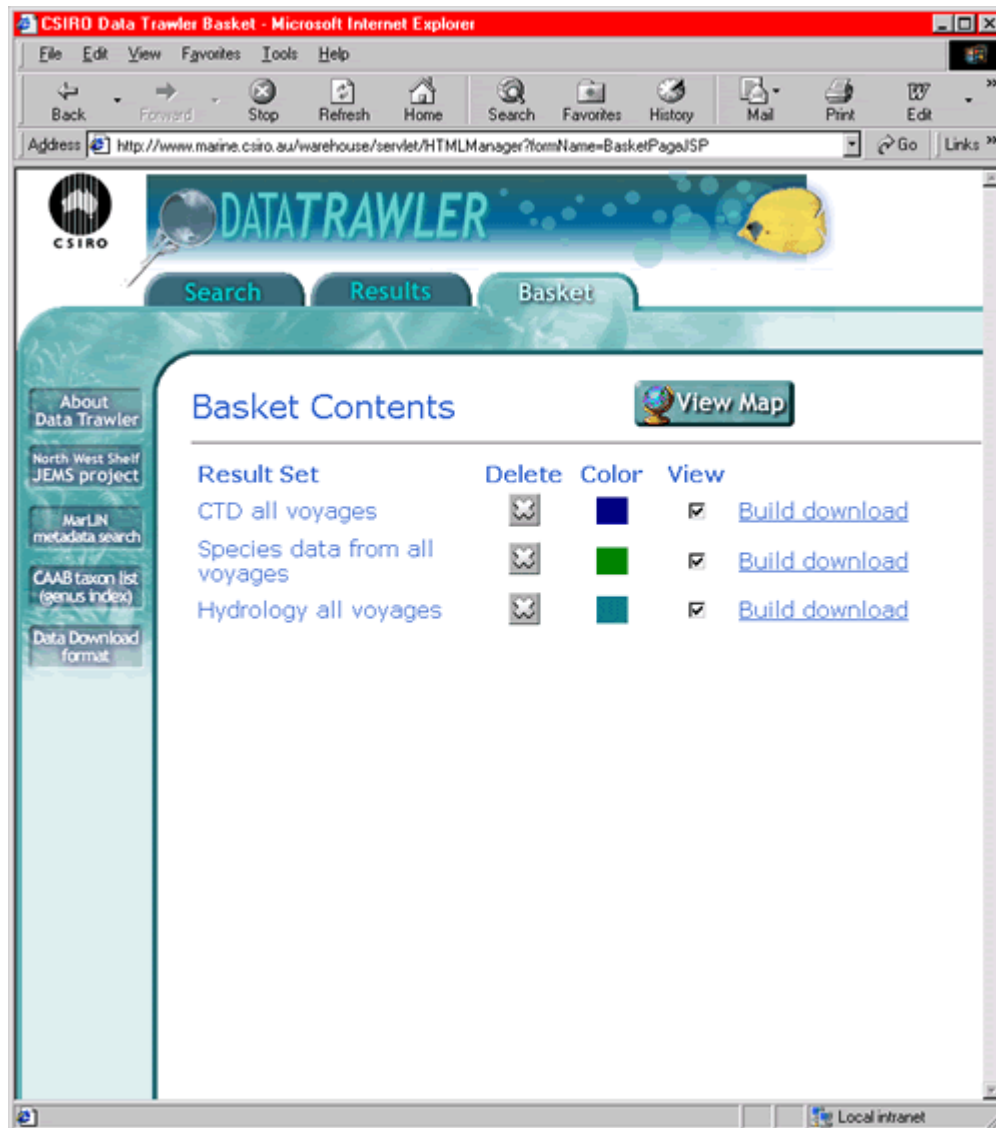 CSIRO Data Trawler Basket - Microsoft Internet Explorer
File Edit View Favorites Tools Help
Back Forward Stop Refresh Home Search Favorites History Mail Print Edit
Address http://www.marine.csiro.au/warehouse/servlet/HTMLManager?formName=BasketPageJSP Go Links
CSIRO
DATATRAWLER
Search Results Basket
About
Data Trawler
North West Shelf
JEMS project
MarLIN
metadata search
CAAB taxon list
(genus index)
Data Download
format
Basket Contents View Map
Result Set Delete Color View
CTD all voyages Build download
Species data from all
voyages Build download
Hydrology all voyages Build download
Local intranet